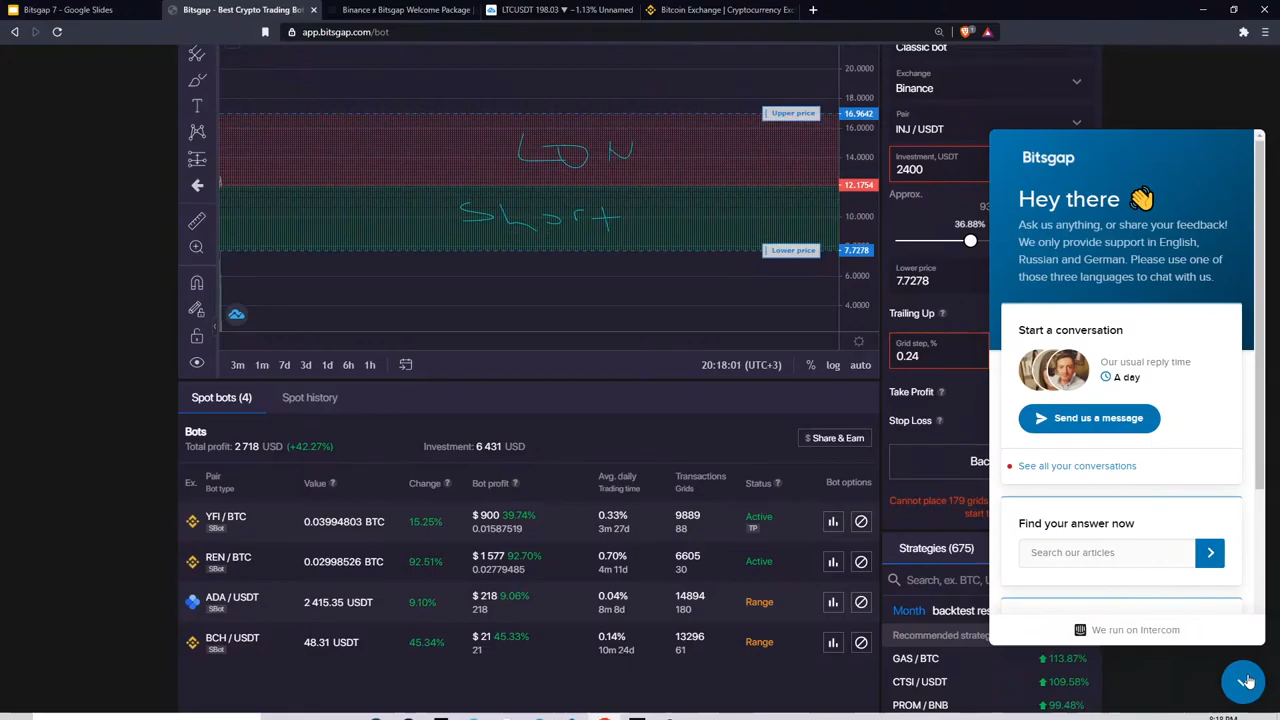 Bitsgap 7 - Google Slides
Bitsgap - Best Crypto Trading Bot
Binance x Bitsgap Welcome Package
LTCUSDT 198.03 ▼ −1.13% Unnamed
Bitcoin Exchange | Cryptocurrency Exc
app.bitsgap.com/bot
20.0000
18.0000
Upper price
16.9642
16.0000
LON
14.0000
12.1754
Short
10.0000
Lower price
7.7278
6.0000
4.0000
3m 1m 7d 3d 1d 6h 1h
20:18:01 (UTC+3)
% log auto
Classic bot
Exchange
Binance
Pair
INJ / USDT
Investment, USDT
2400
Approx.
93
36.88%
Lower price
7.7278
Trailing Up
Grid step, %
0.24
Take Profit
Stop Loss
Bac
Cannot place 179 grids
start t
Strategies (675)
Search, ex. BTC, U
Month backtest res
Recommended strateg
GAS / BTC 113.87%
CTSI / USDT 109.58%
PROM / BNB 99.48%
Spot bots (4) Spot history
Bots
Total profit: 2 718 USD (+42.27%) Investment: 6 431 USD
$ Share & Earn
Ex. Pair Value Change Bot profit Avg. daily Transactions Status Bot options
Bot type Trading time Grids
YFI / BTC 0.03994803 BTC 15.25% $ 900 39.74% 0.33% 9889 Active
SBot 0.01587519 3m 27d 88 TP
REN / BTC 0.02998526 BTC 92.51% $ 1 577 92.70% 0.70% 6605 Active
SBot 0.02779485 4m 11d 30
ADA / USDT 2 415.35 USDT 9.10% $ 218 9.06% 0.04% 14894 Range
SBot 218 8m 8d 180
BCH / USDT 48.31 USDT 45.34% $ 21 45.33% 0.14% 13296 Range
SBot 21 10m 24d 61
Bitsgap
Hey there 👋
Ask us anything, or share your feedback!
We only provide support in English,
Russian and German. Please use one of
those three languages to chat with us.
Start a conversation
Our usual reply time
A day
Send us a message
See all your conversations
Find your answer now
Search our articles
We run on Intercom